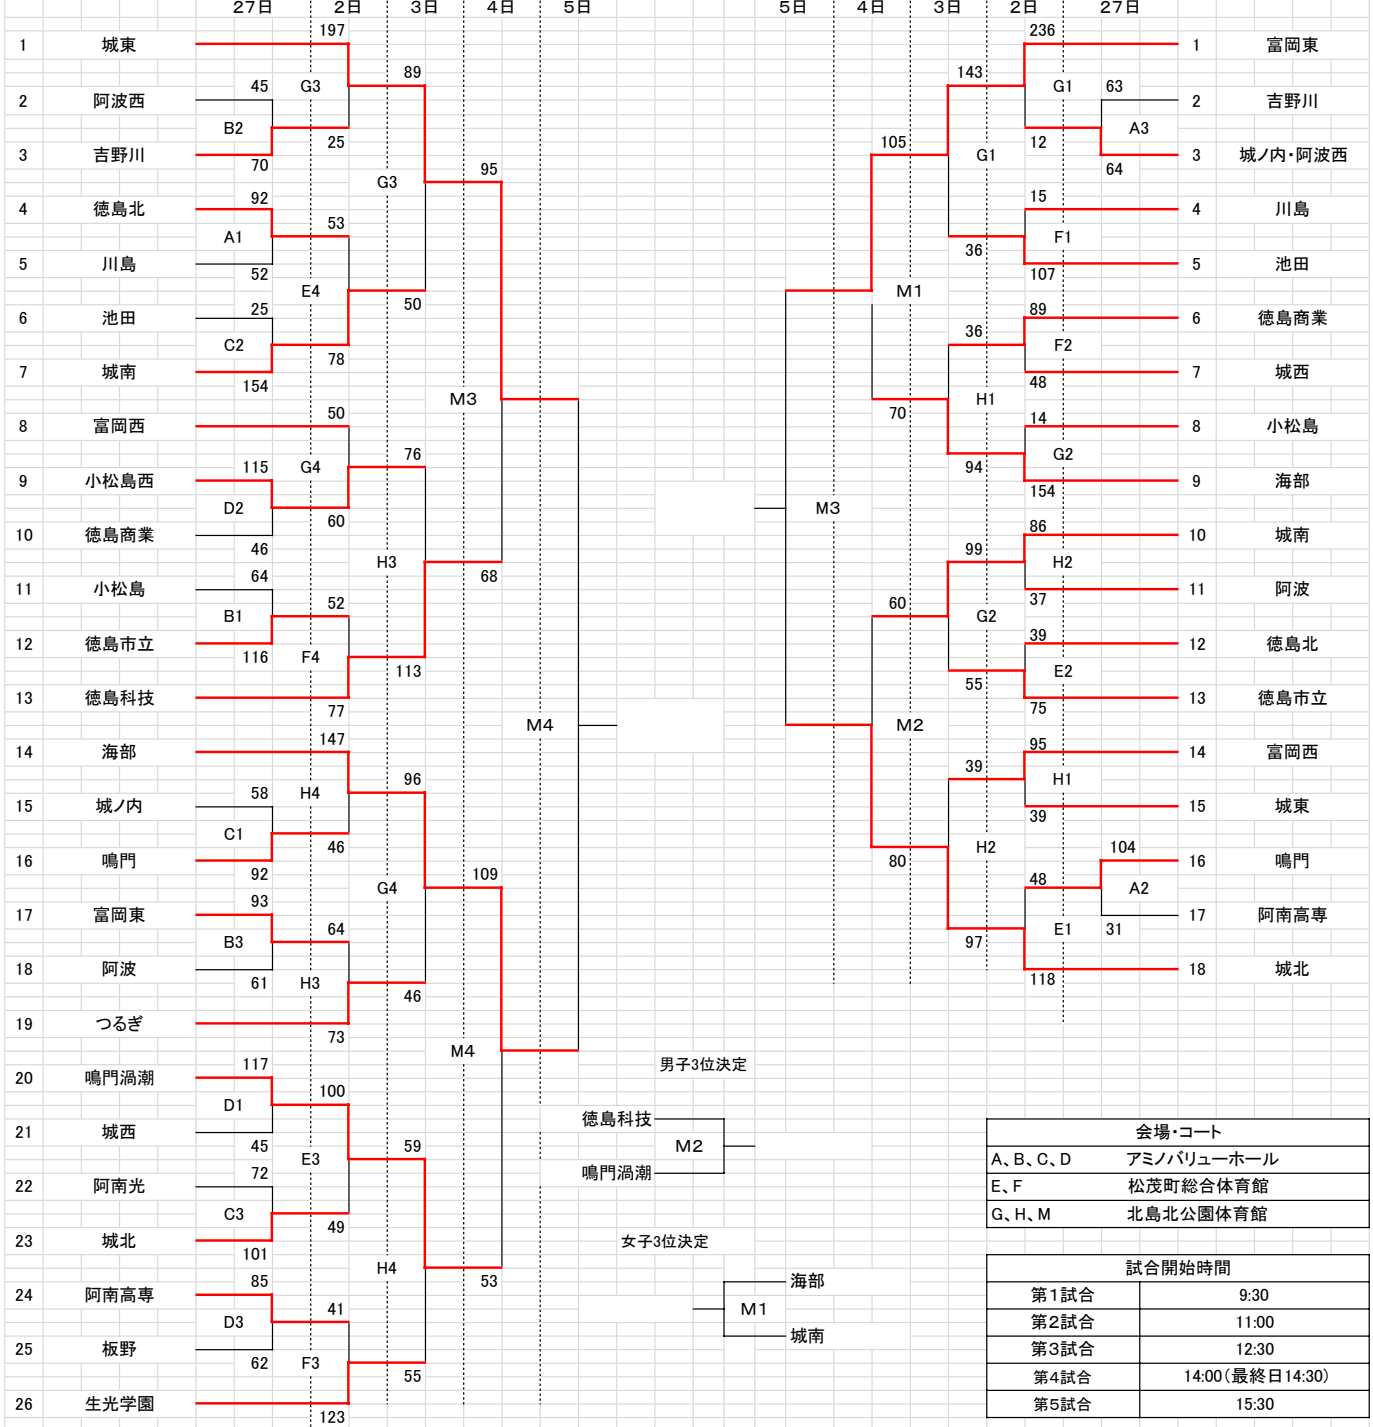 27日 2日 3日 4日 5日 5日 4日 3日 2日 27日
197 236
1 城東 1 富岡東
89 143
45 G3 G1 63
2 阿波西 2 吉野川
B2 A3
25 105 12
3 吉野川 G1 3 城ノ内・阿波西
70 95 64
G3
92 15
4 徳島北 4 川島
53
A1 F1
36
5 川島 5 池田
52 107
E4 M1
50
25 89
6 池田 36 6 徳島商業
C2 F2
78
7 城南 7 城西
154 48
M3 H1
50 70 14
8 富岡西 8 小松島
76 G2
115 G4 94
9 小松島西 9 海部
154
D2 M3
60 86
10 徳島商業 10 城南
46 99
H3 H2
64 68
11 小松島 11 阿波
52 60 37
B1 G2
39
12 徳島市立 12 徳島北
116 F4 113 E2
55
13 徳島科技 13 徳島市立
77 75
M4 M2
147 95
14 海部 14 富岡西
96 39
58 H4 H1
15 城ノ内 15 城東
39
C1
46 H2 104
16 鳴門 80 16 鳴門
92 109 48
G4 A2
93
17 富岡東 17 阿南高専
64 E1 31
B3 97
18 阿波 18 城北
61 H3 118
46
19 つるぎ
73
M4
117 男子3位決定
20 鳴門渦潮
100
D1
徳島科技
21 城西 会場・コート
45 59 M2
E3 A、B、C、D アミノバリューホール
72 鳴門渦潮
22 阿南光 E、F 松茂町総合体育館
C3 G、H、M 北島北公園体育館
49
23 城北 女子3位決定
101
H4 試合開始時間
85 53 海部
24 阿南高専 第1試合 9:30
41 M1
D3 第2試合 11:00
城南
25 板野 第3試合 12:30
62 F3
55 第4試合 14:00(最終日14:30)
26 生光学園 第5試合 15:30
123